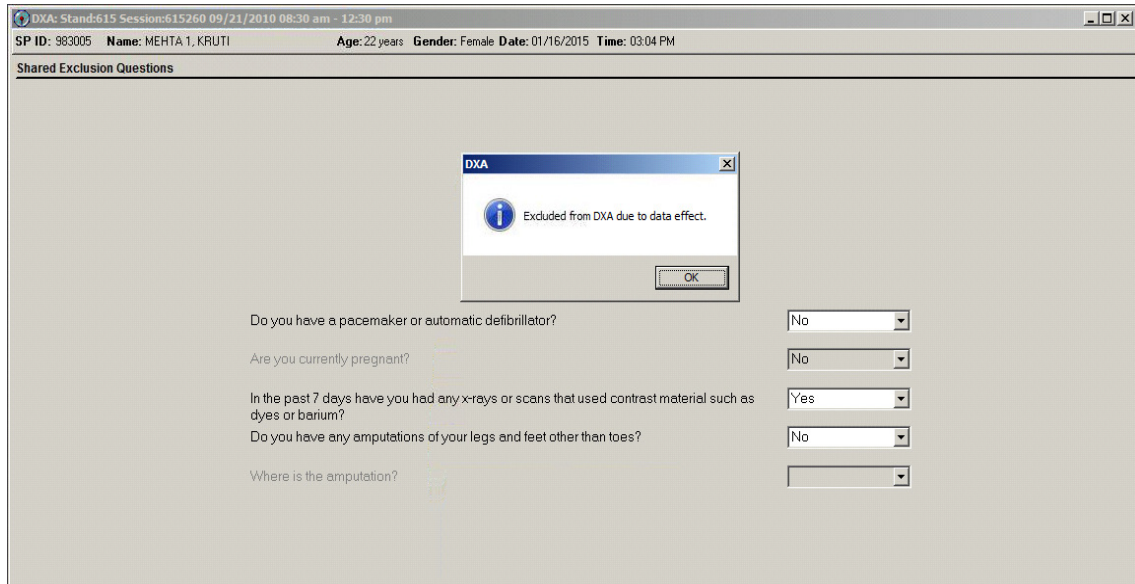 DXA: Stand:615 Session:615260 09/21/2010 08:30 am - 12:30 pm
SP ID: 983005 Name: MEHTA 1, KRUTI Age: 22 years Gender: Female Date: 01/16/2015 Time: 03:04 PM
Shared Exclusion Questions
DXA
Excluded from DXA due to data effect.
OK
Do you have a pacemaker or automatic defibrillator? No
Are you currently pregnant? No
In the past 7 days have you had any x-rays or scans that used contrast material such as Yes
dyes or barium?
Do you have any amputations of your legs and feet other than toes? No
Where is the amputation?